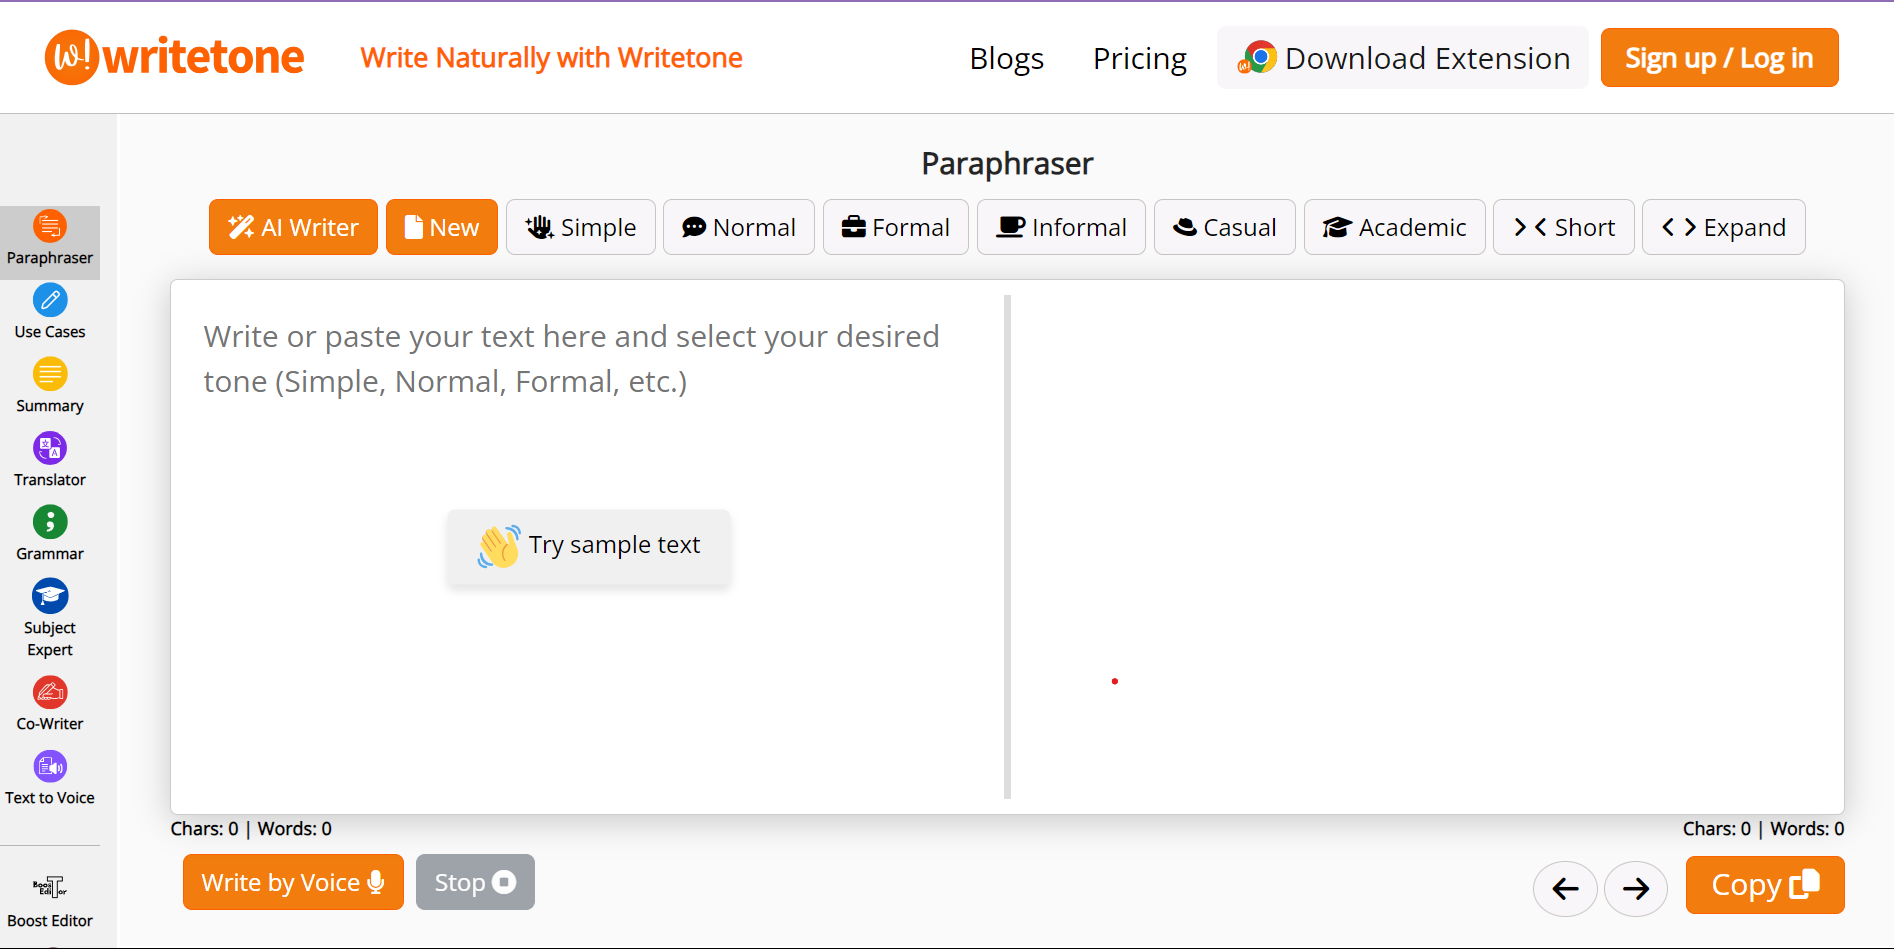 w! writetone
Write Naturally with Writetone
Blogs
Pricing
Download Extension
Sign up / Log in
Paraphraser
Use Cases
Summary
Translator
Grammar
Subject
Expert
Co-Writer
Text to Voice
Boost Editor
Paraphraser
AI Writer
New
Simple
Normal
Formal
Informal
Casual
Academic
Short
Expand
Write or paste your text here and select your desired
tone (Simple, Normal, Formal, etc.)
Try sample text
Chars: 0 | Words: 0
Chars: 0 | Words: 0
Write by Voice
Stop
Copy